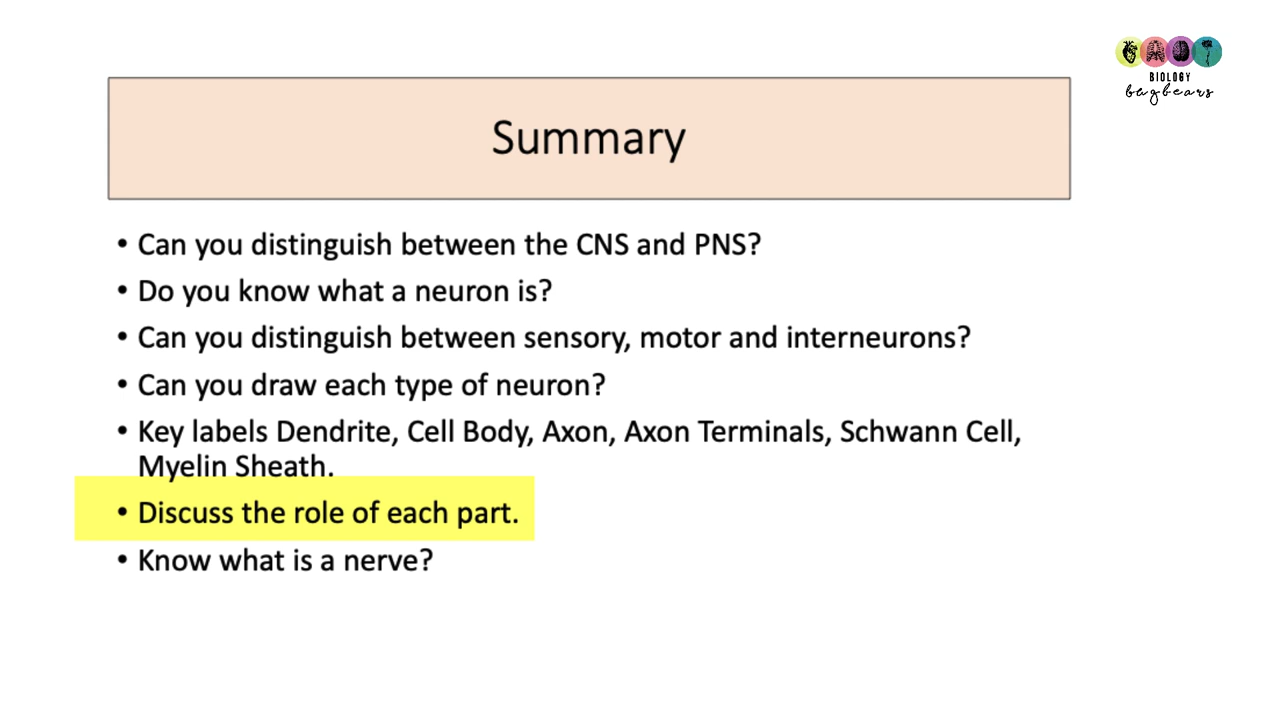 BIOLOGY
bugbears
Summary
• Can you distinguish between the CNS and PNS?
• Do you know what a neuron is?
• Can you distinguish between sensory, motor and interneurons?
• Can you draw each type of neuron?
• Key labels Dendrite, Cell Body, Axon, Axon Terminals, Schwann Cell,
Myelin Sheath.
• Discuss the role of each part.
• Know what is a nerve?